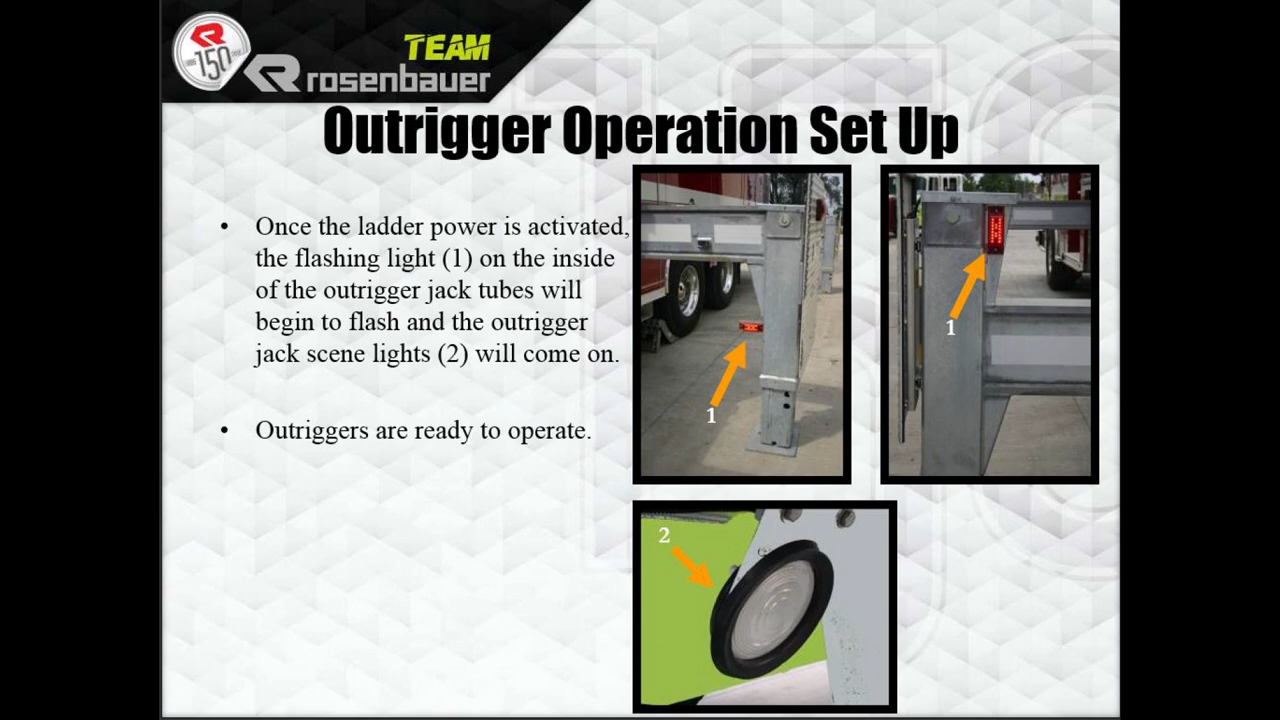 150
TEAM
rosenbauer
Outrigger Operation Set Up
• Once the ladder power is activated,
the flashing light (1) on the inside
of the outrigger jack tubes will
begin to flash and the outrigger
jack scene lights (2) will come on.
• Outriggers are ready to operate.
1
1
2